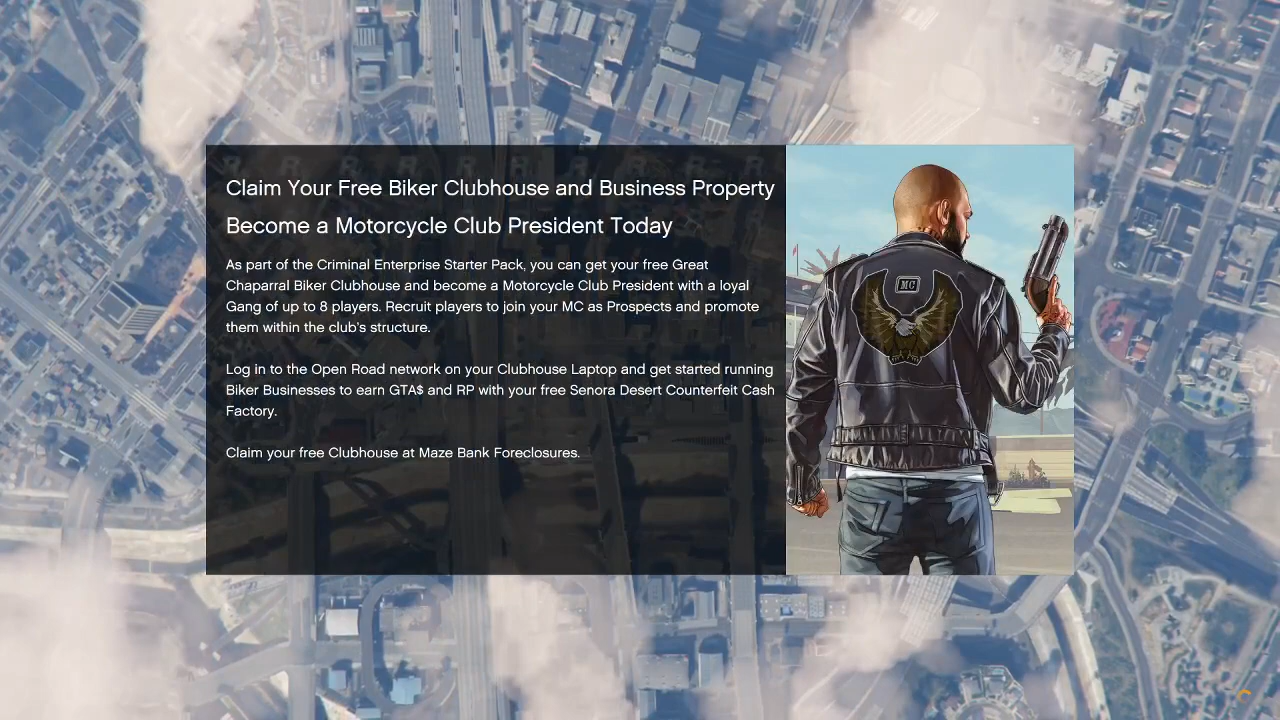 Claim Your Free Biker Clubhouse and Business Property
Become a Motorcycle Club President Today
As part of the Criminal Enterprise Starter Pack, you can get your free Great
Chaparral Biker Clubhouse and become a Motorcycle Club President with a loyal
Gang of up to 8 players. Recruit players to join your MC as Prospects and promote
them within the club's structure.
Log in to the Open Road network on your Clubhouse Laptop and get started running
Biker Businesses to earn GTA$ and RP with your free Senora Desert Counterfeit Cash
Factory.
Claim your free Clubhouse at Maze Bank Foreclosures.
MC